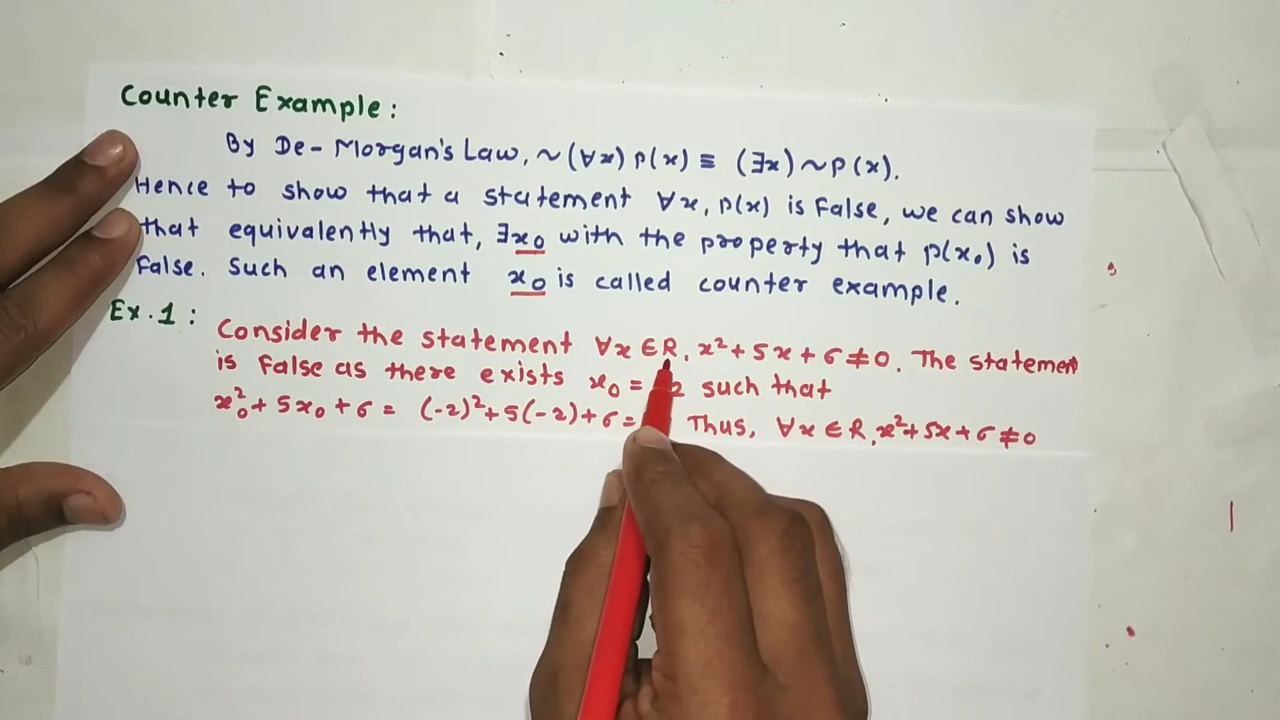 Counter Example:
By De-Morgan's Law, ~(∀x) p(x) ≡ (∃x) ~p(x).
Hence to show that a statement ∀x, p(x) is false, we can show
that equivalently that, ∃x₀ with the property that p(x₀) is
false. Such an element x₀ is called counter example.
Ex.1: Consider the statement ∀x ∈ R, x² + 5x + 6 ≠ 0. The statement
is false as there exists x₀ = 2 such that
x₀² + 5x₀ + 6 = (-2)² + 5(-2) + 6 = Thus, ∀x ∈ R, x² + 5x + 6 ≠ 0